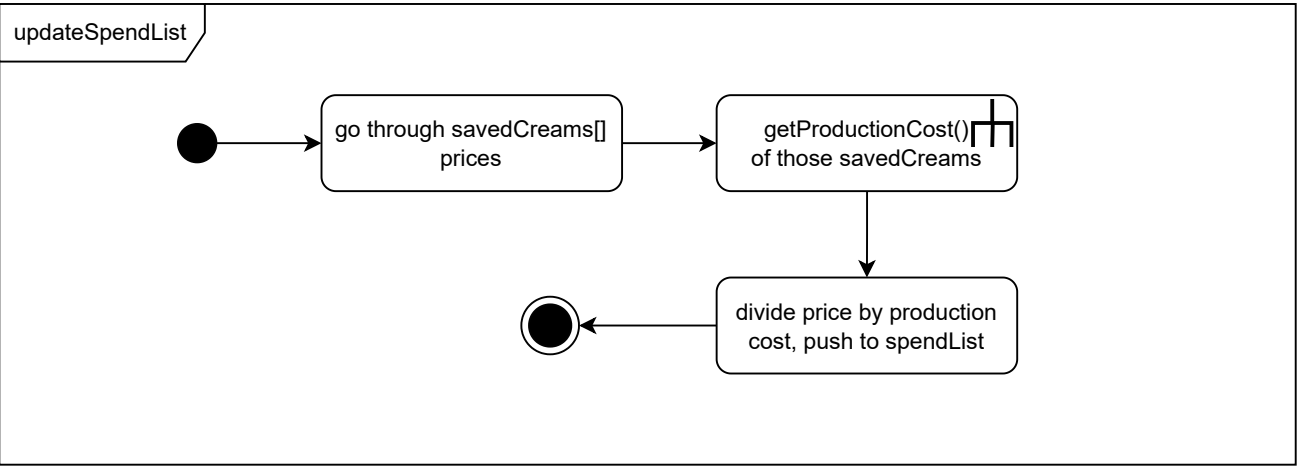 updateSpendList
go through savedCreams[]
prices
getProductionCost()
of those savedCreams
divide price by production
cost, push to spendList